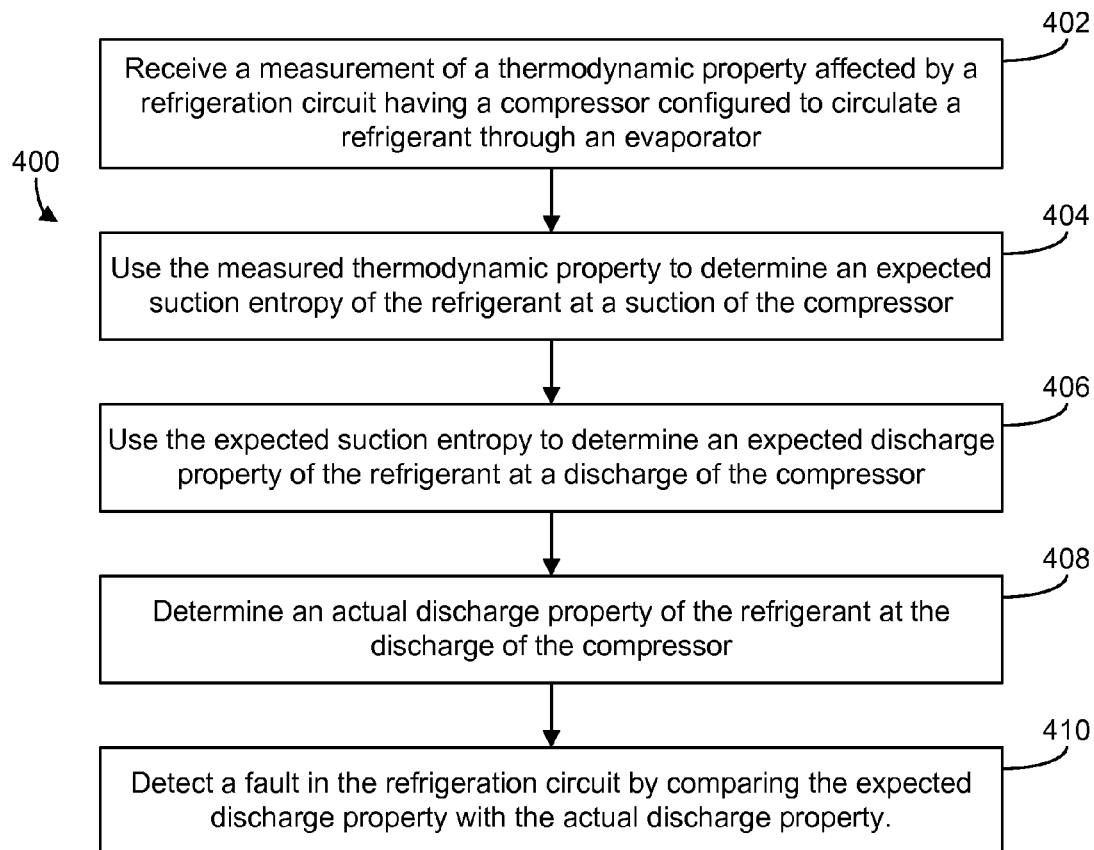 402
Receive a measurement of a thermodynamic property affected by a
refrigeration circuit having a compressor configured to circulate a
refrigerant through an evaporator
400
404
Use the measured thermodynamic property to determine an expected
suction entropy of the refrigerant at a suction of the compressor
406
Use the expected suction entropy to determine an expected discharge
property of the refrigerant at a discharge of the compressor
408
Determine an actual discharge property of the refrigerant at the
discharge of the compressor
410
Detect a fault in the refrigeration circuit by comparing the expected
discharge property with the actual discharge property.